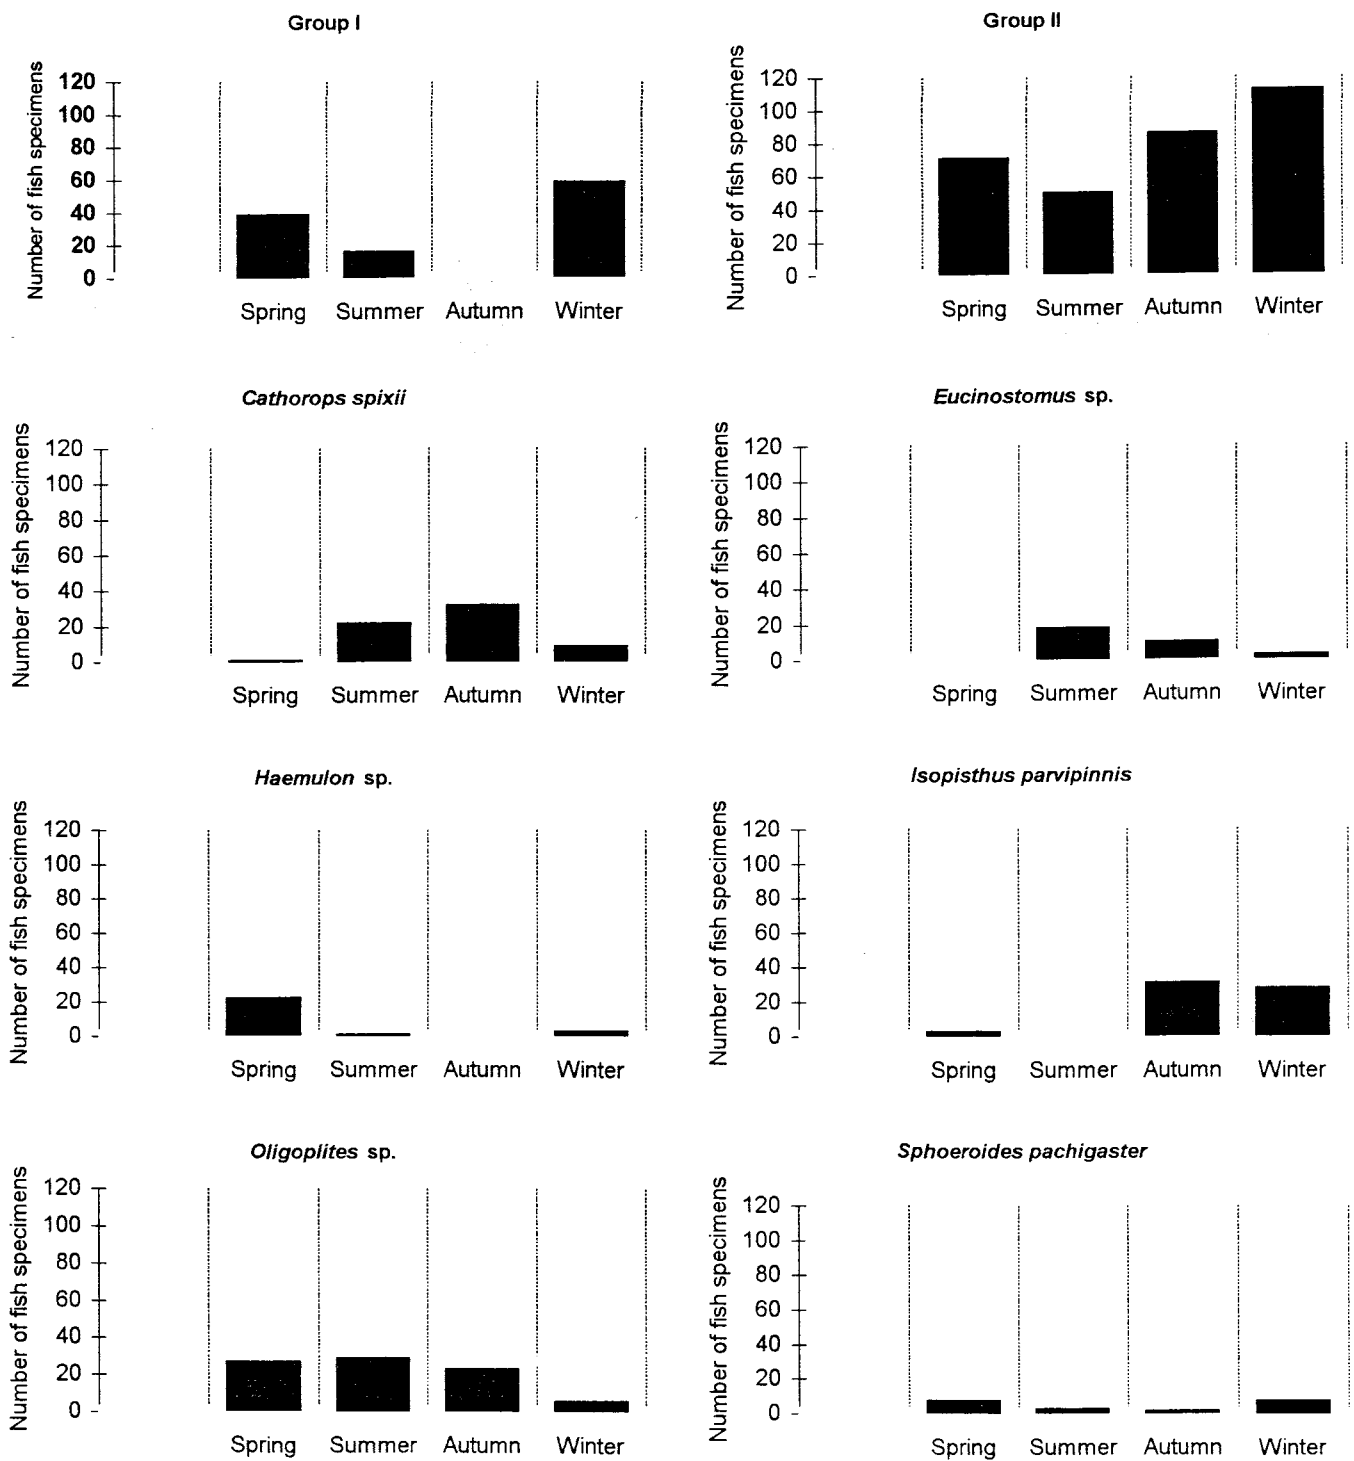 Group I
Number of fish specimens
120
100
80
60
40
20
0
Spring Summer Autumn Winter
Group II
Number of fish specimens
120
100
80
60
40
20
0
Spring Summer Autumn Winter
Cathorops spixii
Number of fish specimens
120
100
80
60
40
20
0
Spring Summer Autumn Winter
Eucinostomus sp.
Number of fish specimens
120
100
80
60
40
20
0
Spring Summer Autumn Winter
Haemulon sp.
Number of fish specimens
120
100
80
60
40
20
0
Spring Summer Autumn Winter
Isopisthus parvipinnis
Number of fish specimens
120
100
80
60
40
20
0
Spring Summer Autumn Winter
Oligoplites sp.
Number of fish specimens
120
100
80
60
40
20
0
Spring Summer Autumn Winter
Sphoeroides pachigaster
Number of fish specimens
120
100
80
60
40
20
0
Spring Summer Autumn Winter